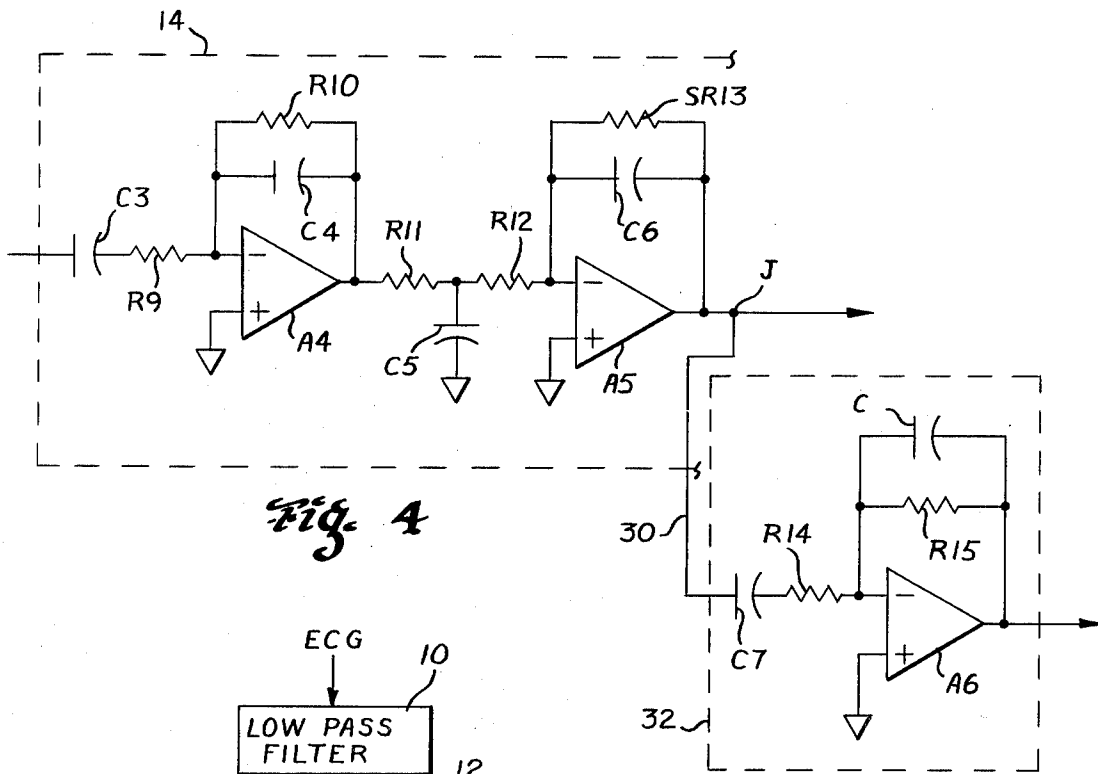 14
R10
SR13
C3
C4
C6
R11
R12
J
R9
−
+
A4
C5
−
+
A5
C
Fig. 4
30
R14
R15
−
+
C7
A6
32
ECG
10
LOW PASS
FILTER
12